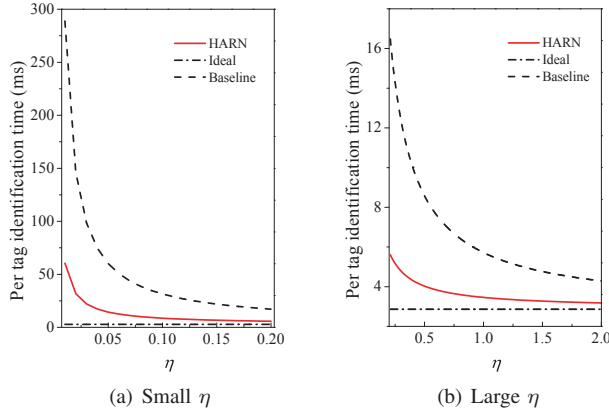 300
250
200
150
100
50
0
Per tag identification time (ms)
HARN
Ideal
Baseline
0.05
0.10
0.15
0.20
η
(a) Small η
16
12
8
4
Per tag identification time (ms)
HARN
Ideal
Baseline
0.5
1.0
1.5
2.0
η
(b) Large η